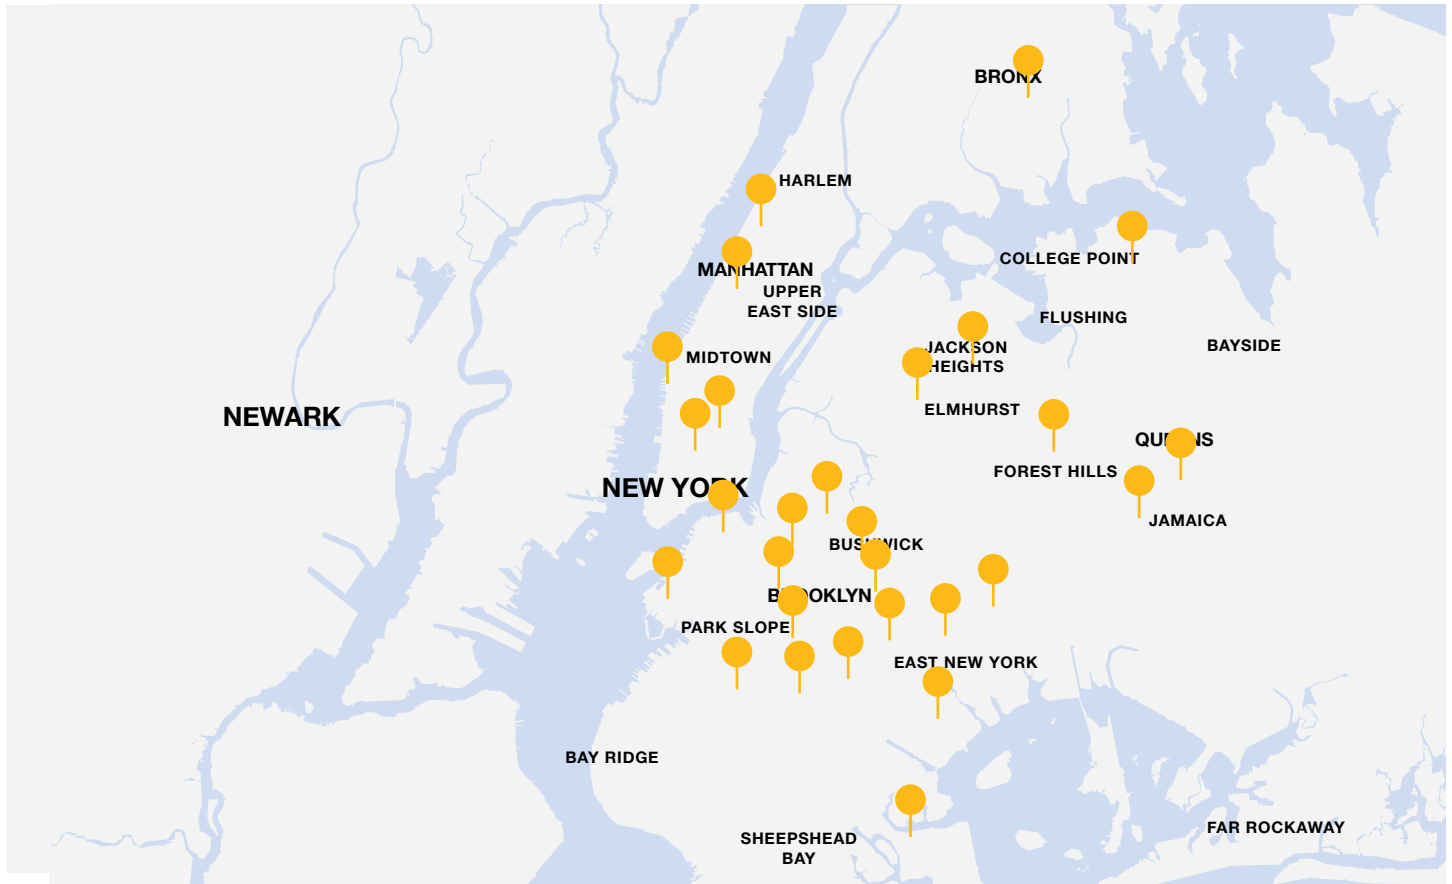 BRONX
HARLEM
COLLEGE POINT
MANHATTAN
UPPER
EAST SIDE
FLUSHING
BAYSIDE
JACKSON
HEIGHTS
MIDTOWN
ELMHURST
NEWARK
QUEENS
FOREST HILLS
NEW YORK
JAMAICA
BUSHWICK
BROOKLYN
PARK SLOPE
EAST NEW YORK
BAY RIDGE
FAR ROCKAWAY
SHEEPSHEAD
BAY